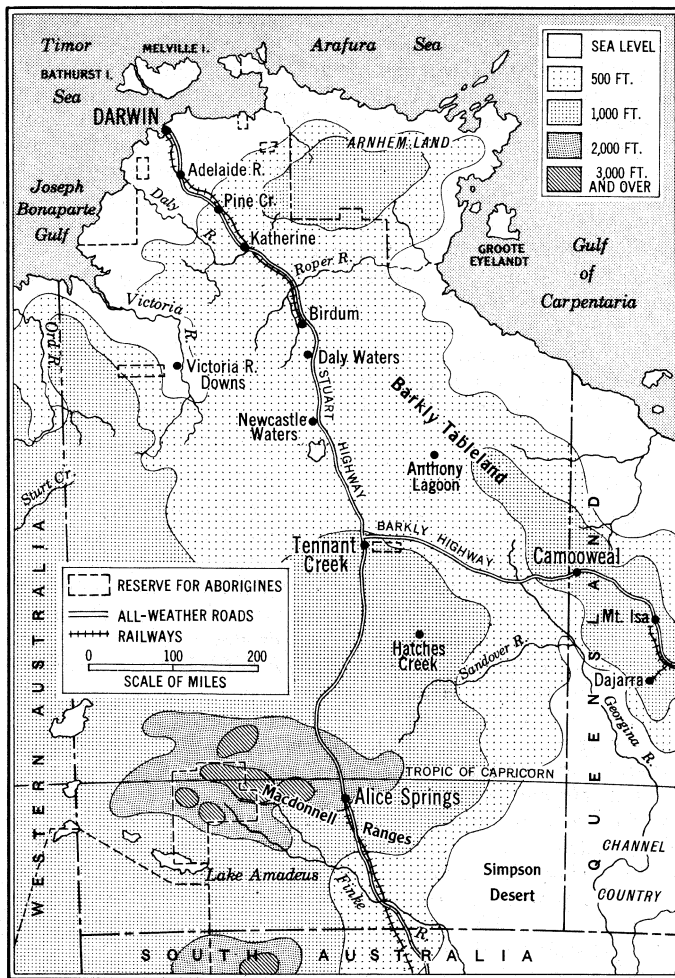 Timor
MELVILLE I.
Arafura Sea
BATHURST I.
Sea
DARWIN
SEA LEVEL
500 FT.
1,000 FT.
2,000 FT.
3,000 FT.
AND OVER
ARNHEM LAND
Adelaide R.
Joseph
Bonaparte
Gulf
Daly
R.
Pine Cr.
Katherine
GROOTE
EYELANDT
Gulf
of
Carpentaria
Roper R.
Victoria
R.
Birdum
Ord R.
Daly Waters
Victoria R.
Downs
STUART
HIGHWAY
Barkly Tableland
Newcastle
Waters
Anthony
Lagoon
Sturt Cr.
BARKLY HIGHWAY
Tennant
Creek
Camooweal
RESERVE FOR ABORIGINES
ALL-WEATHER ROADS
RAILWAYS
0 100 200
SCALE OF MILES
Mt. Isa
Hatches
Creek
Sandover R.
Dajarra
Georgina R.
WESTERN AUSTRALIA
QUEENSLAND
TROPIC OF CAPRICORN
Macdonnell
Alice Springs
Ranges
Lake Amadeus
Finke
R.
Simpson
Desert
CHANNEL
COUNTRY
SOUTH AUSTRALIA